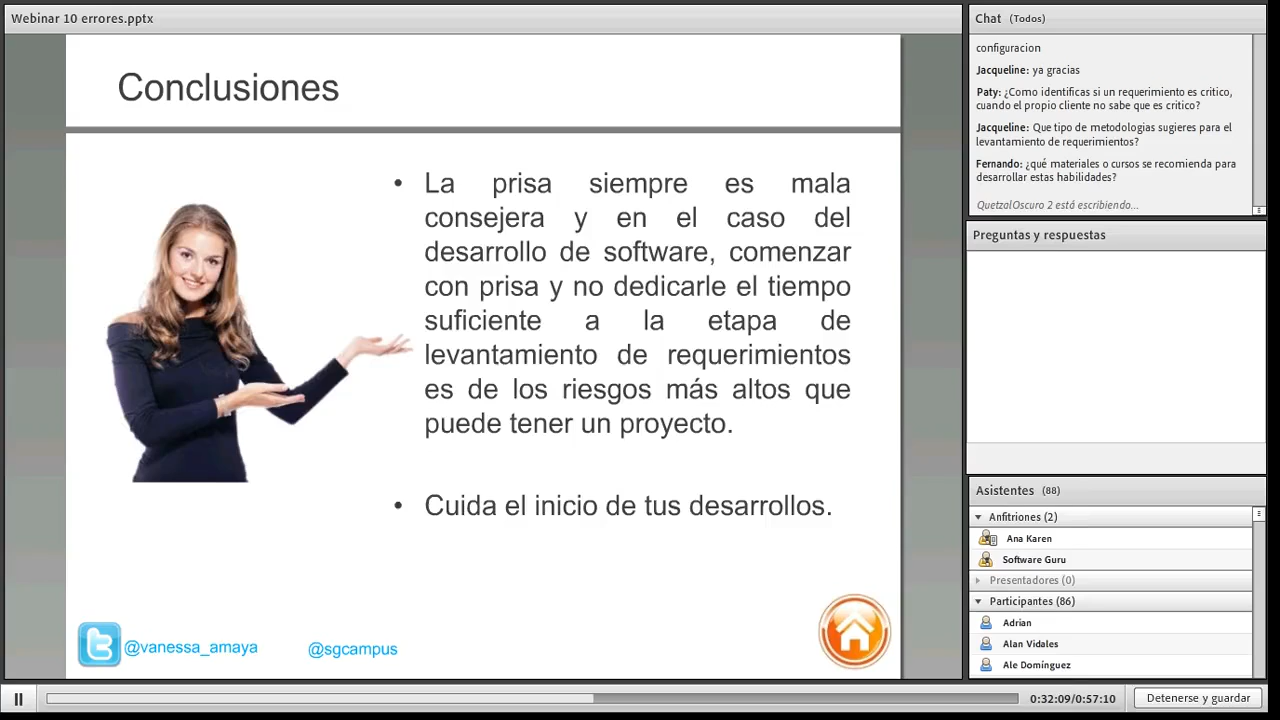 Webinar 10 errores.pptx
Conclusiones
• La prisa siempre es mala
consejera y en el caso del
desarrollo de software, comenzar
con prisa y no dedicarle el tiempo
suficiente a la etapa de
levantamiento de requerimientos
es de los riesgos más altos que
puede tener un proyecto.
• Cuida el inicio de tus desarrollos.
@vanessa_amaya @sgcampus
Chat (Todos)
configuracion
Jacqueline: ya gracias
Paty: ¿Como identificas si un requerimiento es critico,
cuando el propio cliente no sabe que es critico?
Jacqueline: Que tipo de metodologias sugieres para el
levantamiento de requerimientos?
Fernando: ¿qué materiales o cursos se recomienda para
desarrollar estas habilidades?
QuetzalOscuro 2 está escribiendo...
Preguntas y respuestas
Asistentes (88)
Anfitriones (2)
Ana Karen
Software Guru
Presentadores (0)
Participantes (86)
Adrian
Alan Vidales
Ale Domínguez
0:32:09/0:57:10
Detenerse y guardar